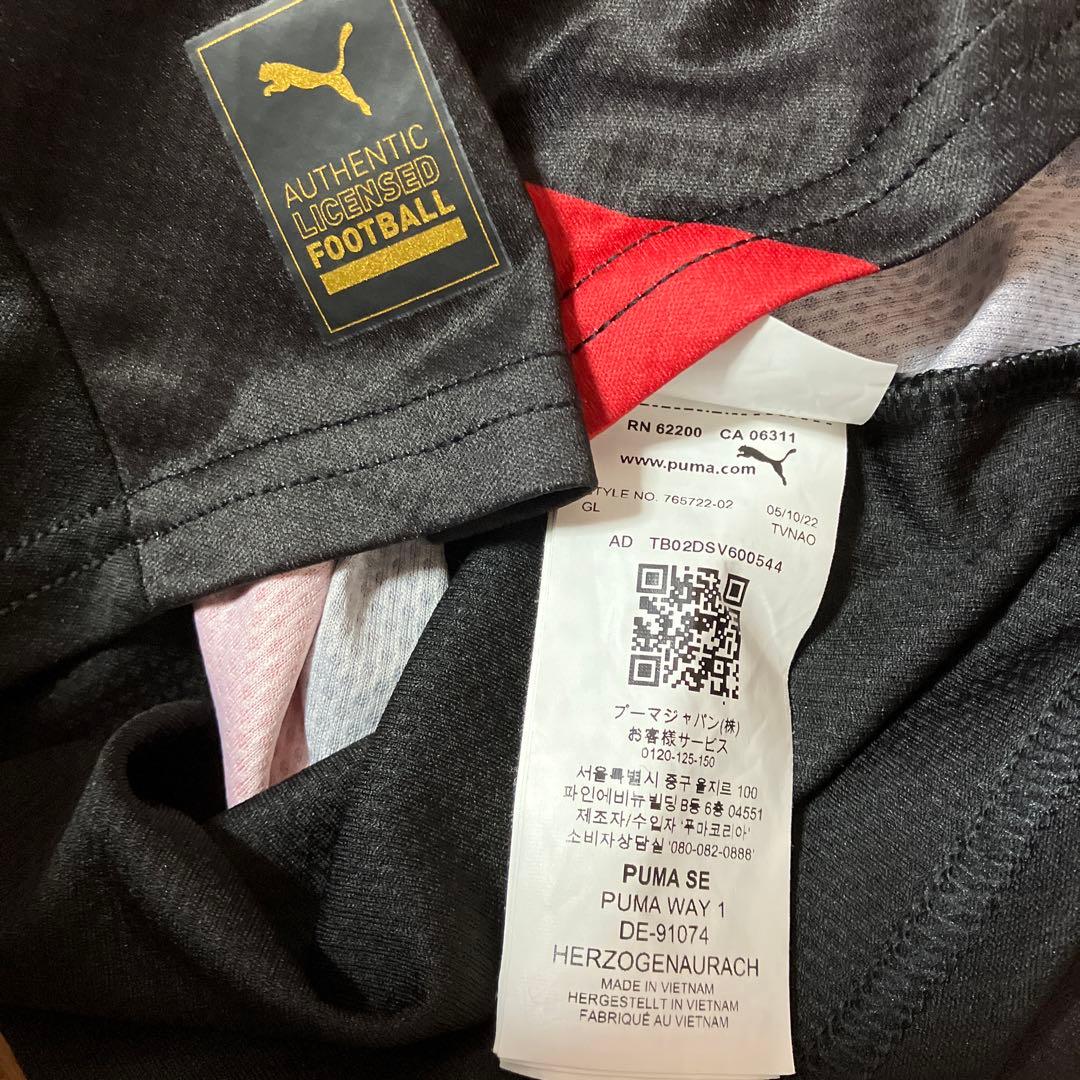 AUTHENTIC
LICENSED
FOOTBALL
RN 62200 CA 06311
www.puma.com
STYLE NO. 765722-02
GL
05/10/22
TVNAO
AD TB02DSV600544
プーマジャパン(株)
お客様サービス
0120-125-150
서울특별시 중구 을지로 100
파인에비뉴빌딩 B동 6층 04551
제조자/수입자 '푸마코리아'
소비자상담실 '080-082-0888'
PUMA SE
PUMA WAY 1
DE-91074
HERZOGENAURACH
MADE IN VIETNAM
HERGESTELLT IN VIETNAM
FABRIQUÉ AU VIETNAM